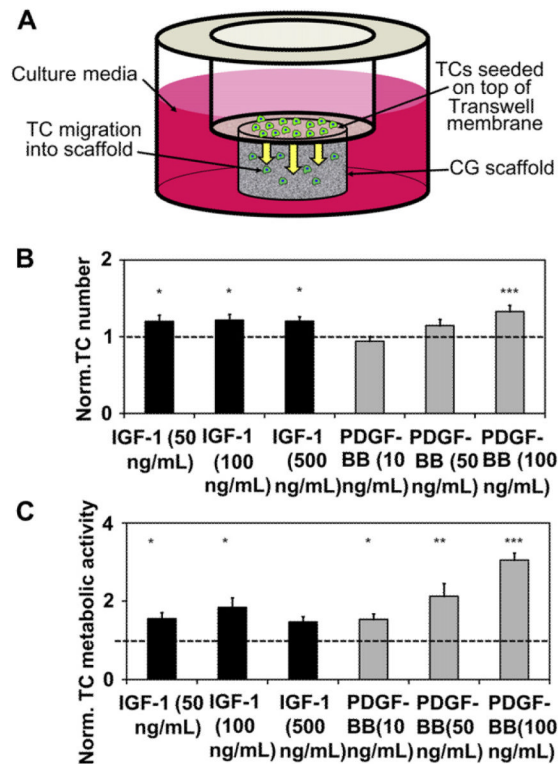 A
Culture media
TC migration
into scaffold
TCs seeded
on top of
Transwell
membrane
CG scaffold
B
Norm.TC number
2
1
0
* * * ***
IGF-1 (50 IGF-1 IGF-1 PDGF- PDGF- PDGF-
ng/mL) (100 (500 BB (10 BB (50 BB (100
ng/mL) ng/mL) ng/mL) ng/mL) ng/mL)
C
Norm. TC metabolic activity
4
2
0
* * * ** ***
IGF-1 (50 IGF-1 IGF-1 PDGF- PDGF- PDGF-
ng/mL) (100 (500 BB(10 BB(50 BB(100
ng/mL) ng/mL) ng/mL) ng/mL) ng/mL)